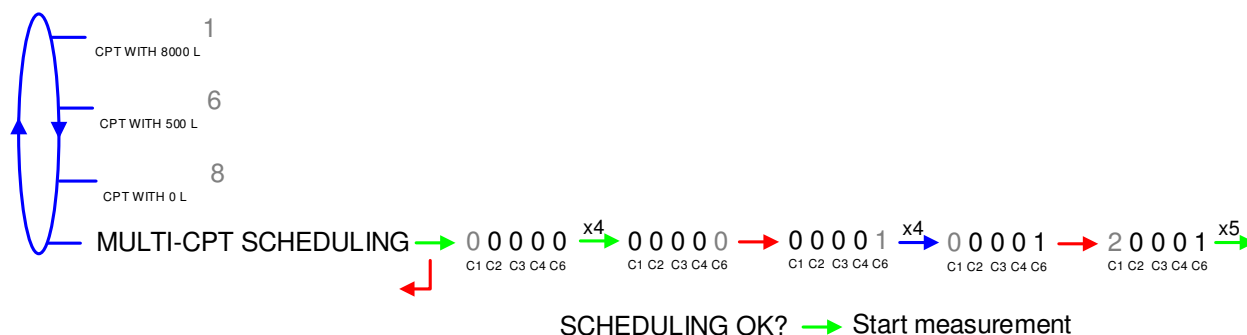 1
CPT WITH 8000 L
6
CPT WITH 500 L
8
CPT WITH 0 L
MULTI-CPT SCHEDULING 0 0 0 0 0 x4 0 0 0 0 0 0 0 0 0 1 x4 0 0 0 0 1 2 0 0 0 1 x5
C1 C2 C3 C4 C6 C1 C2 C3 C4 C6 C1 C2 C3 C4 C6 C1 C2 C3 C4 C6 C1 C2 C3 C4 C6
SCHEDULING OK? Start measurement